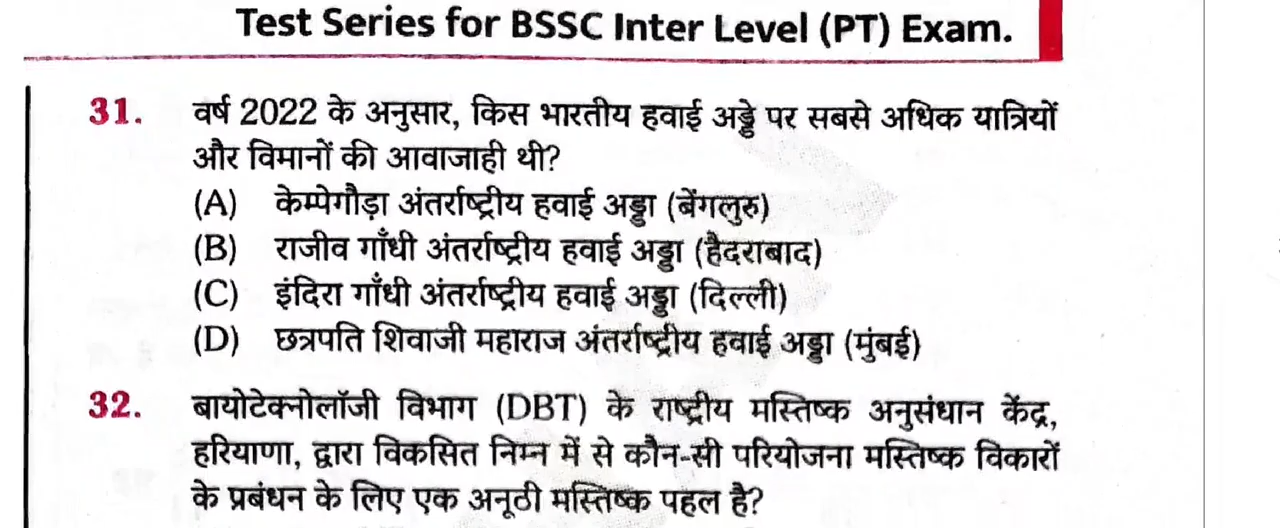 Test Series for BSSC Inter Level (PT) Exam.
31. वर्ष 2022 के अनुसार, किस भारतीय हवाई अड्डे पर सबसे अधिक यात्रियों
और विमानों की आवाजाही थी?
(A) केम्पेगौड़ा अंतर्राष्ट्रीय हवाई अड्डा (बेंगलुरु)
(B) राजीव गाँधी अंतर्राष्ट्रीय हवाई अड्डा (हैदराबाद)
(C) इंदिरा गाँधी अंतर्राष्ट्रीय हवाई अड्डा (दिल्ली)
(D) छत्रपति शिवाजी महाराज अंतर्राष्ट्रीय हवाई अड्डा (मुंबई)
32. बायोटेक्नोलॉजी विभाग (DBT) के राष्ट्रीय मस्तिष्क अनुसंधान केंद्र,
हरियाणा, द्वारा विकसित निम्न में से कौन-सी परियोजना मस्तिष्क विकारों
के प्रबंधन के लिए एक अनूठी मस्तिष्क पहल है?